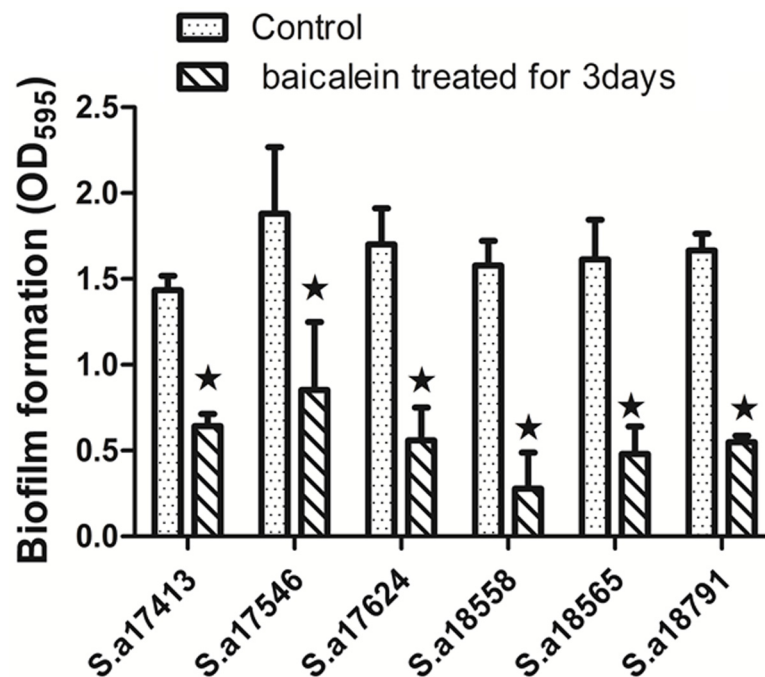 Control
baicalein treated for 3days
Biofilm formation (OD595)
2.5
2.0
1.5
1.0
0.5
0.0
S.a17413
S.a17546
S.a17624
S.a18558
S.a18565
S.a18791